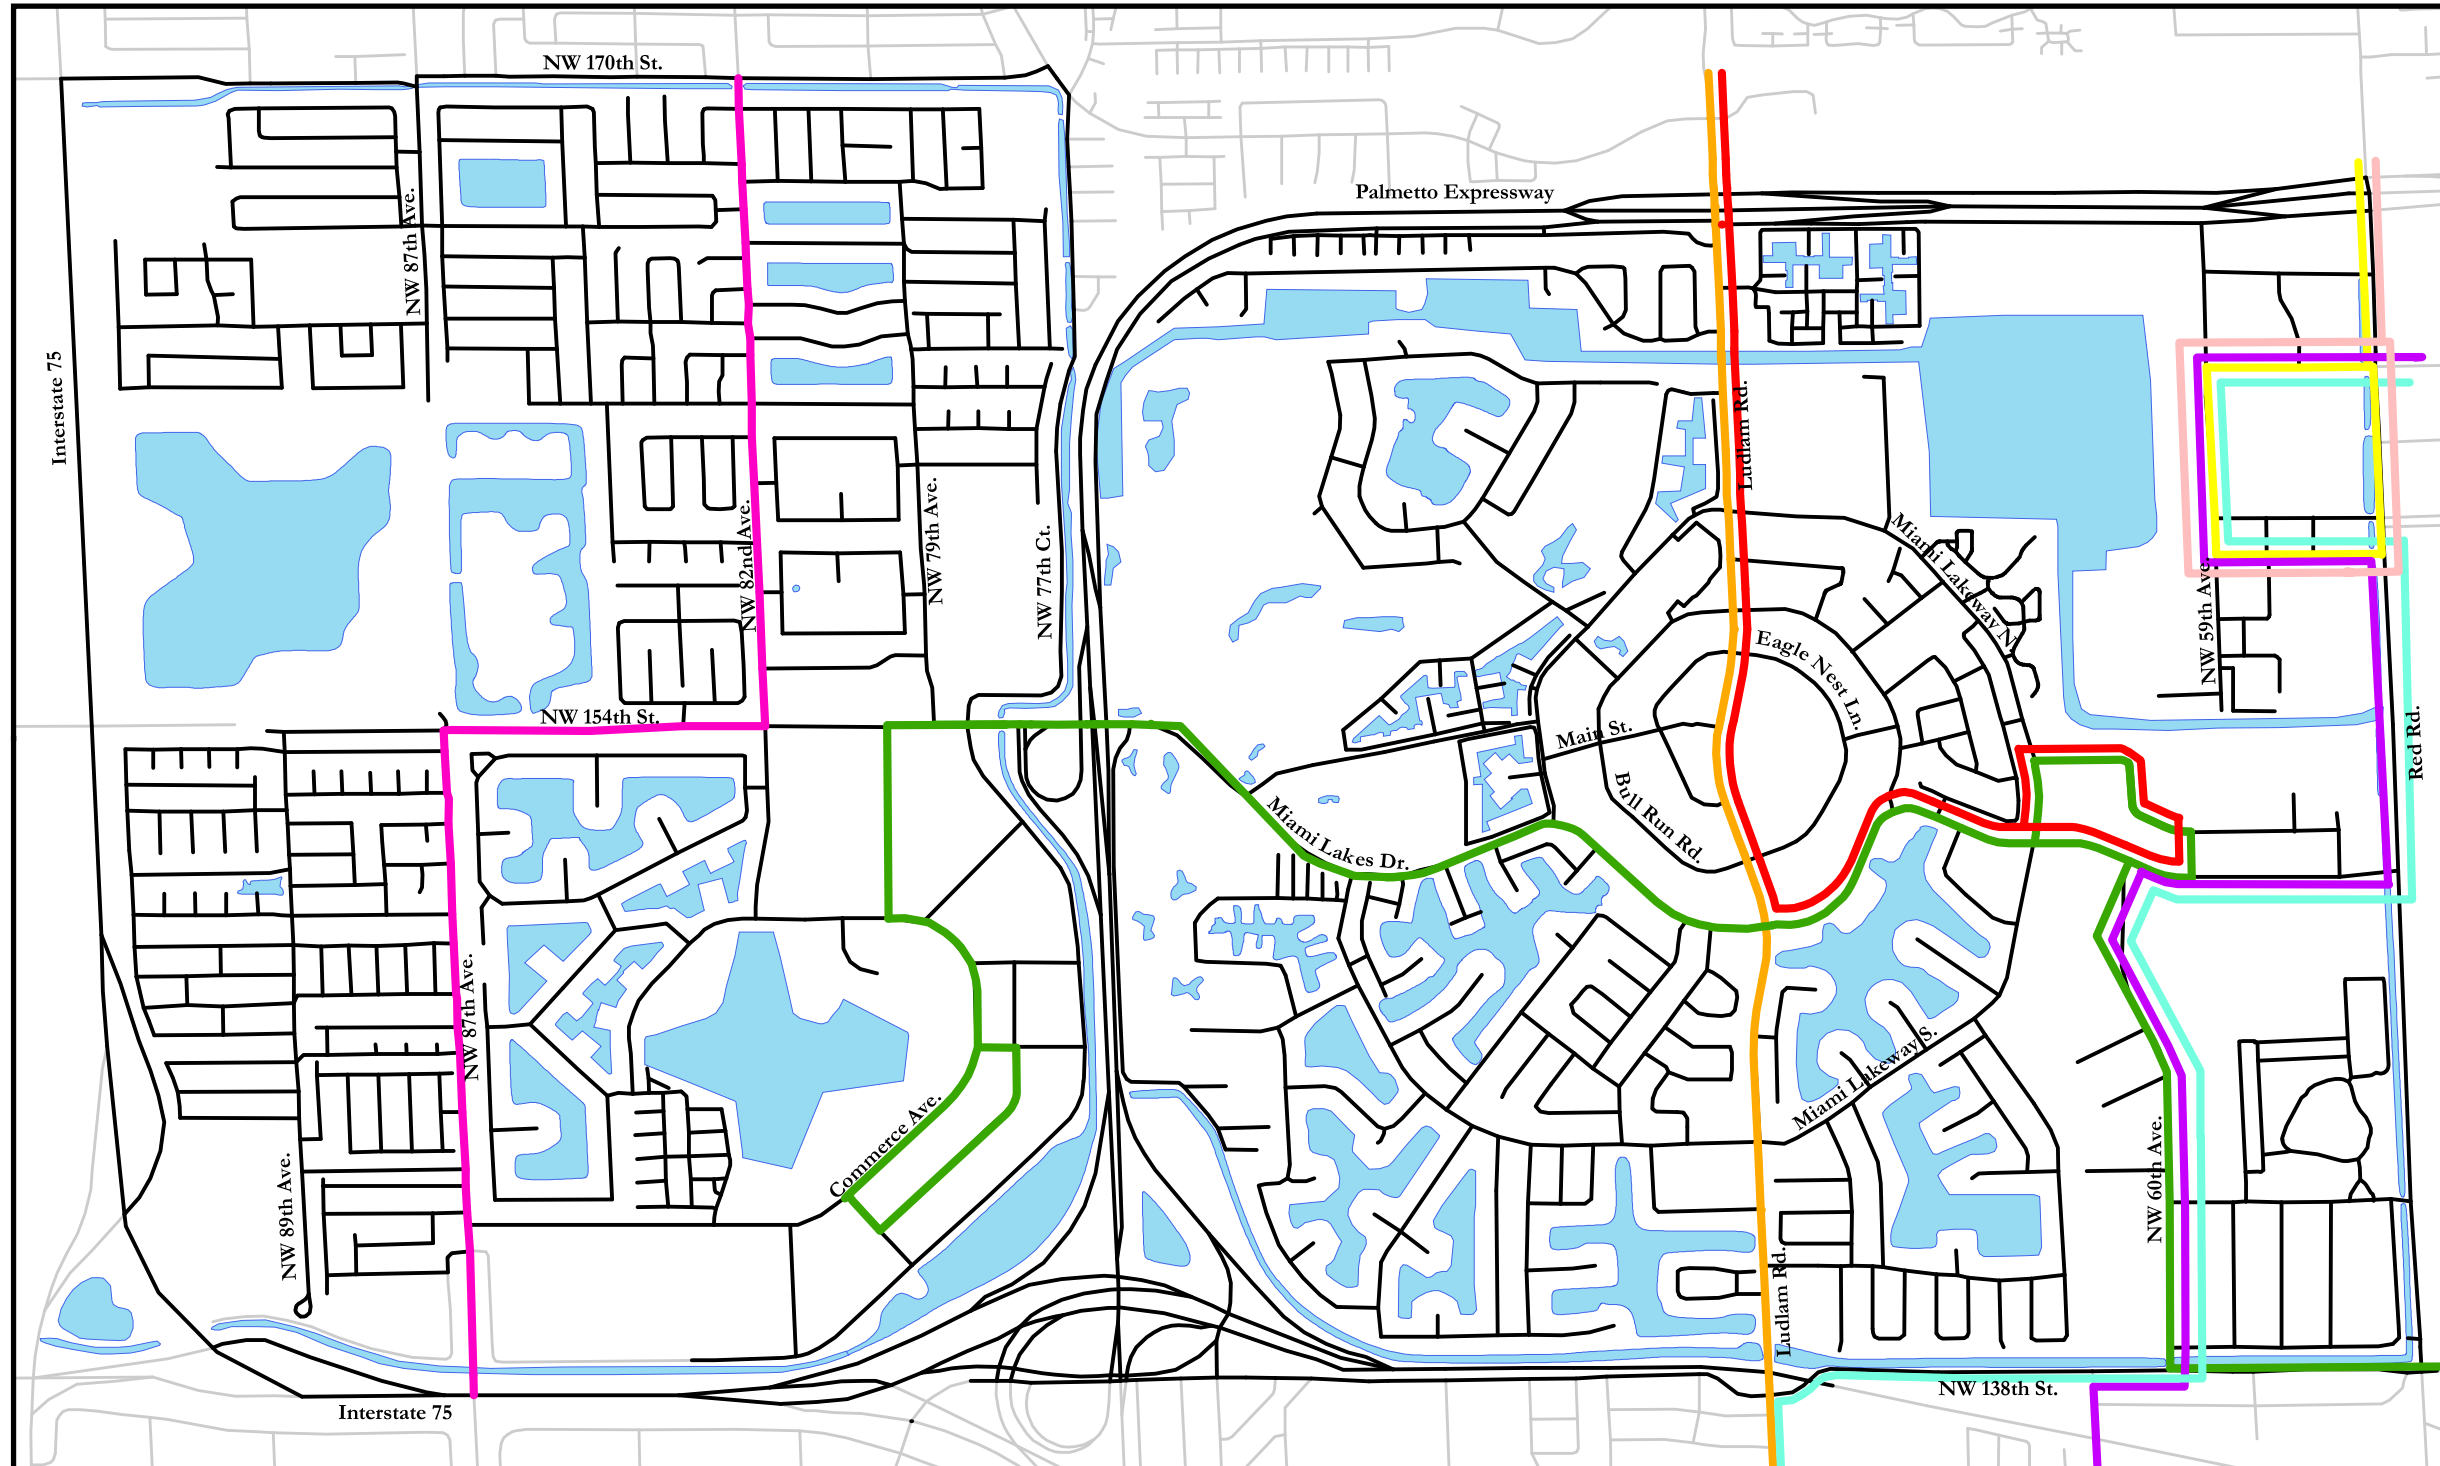 NW 170th St.
Palmetto Expressway
NW 87th Ave.
Interstate 75
Ludlam Rd.
NW 82nd Ave.
NW 79th Ave.
NW 77th Ct.
Miami Lakeway N.
NW 59th Ave.
Eagle Nest Ln.
NW 154th St.
Main St.
Red Rd.
Bull Run Rd.
Miami Lakes Dr.
NW 87th Ave.
Miami Lakeway S.
Commerce Ave.
NW 60th Ave.
NW 89th Ave.
Ludlam Rd.
NW 138th St.
Interstate 75